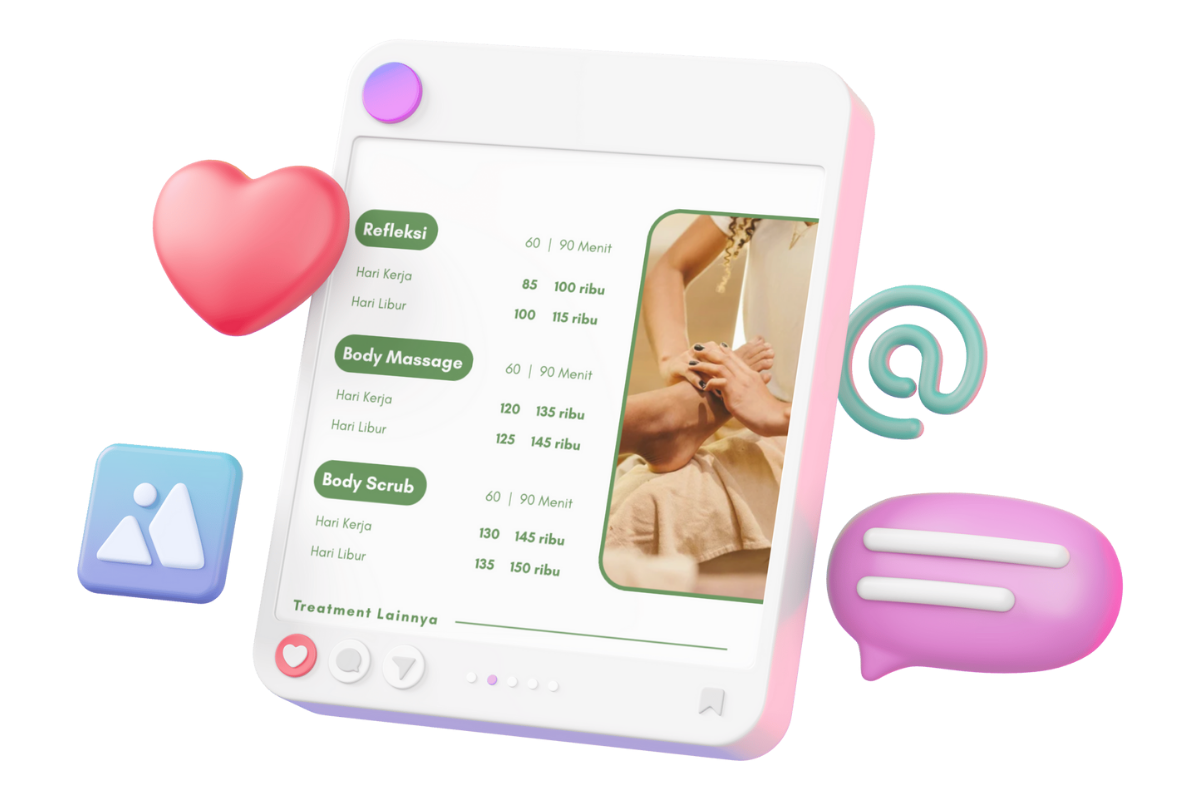 Refleksi 60 | 90 Menit
Hari Kerja 85 100 ribu
Hari Libur 100 115 ribu
Body Massage 60 | 90 Menit
Hari Kerja 120 135 ribu
Hari Libur 125 145 ribu
Body Scrub 60 | 90 Menit
Hari Kerja 130 145 ribu
Hari Libur 135 150 ribu
Treatment Lainnya